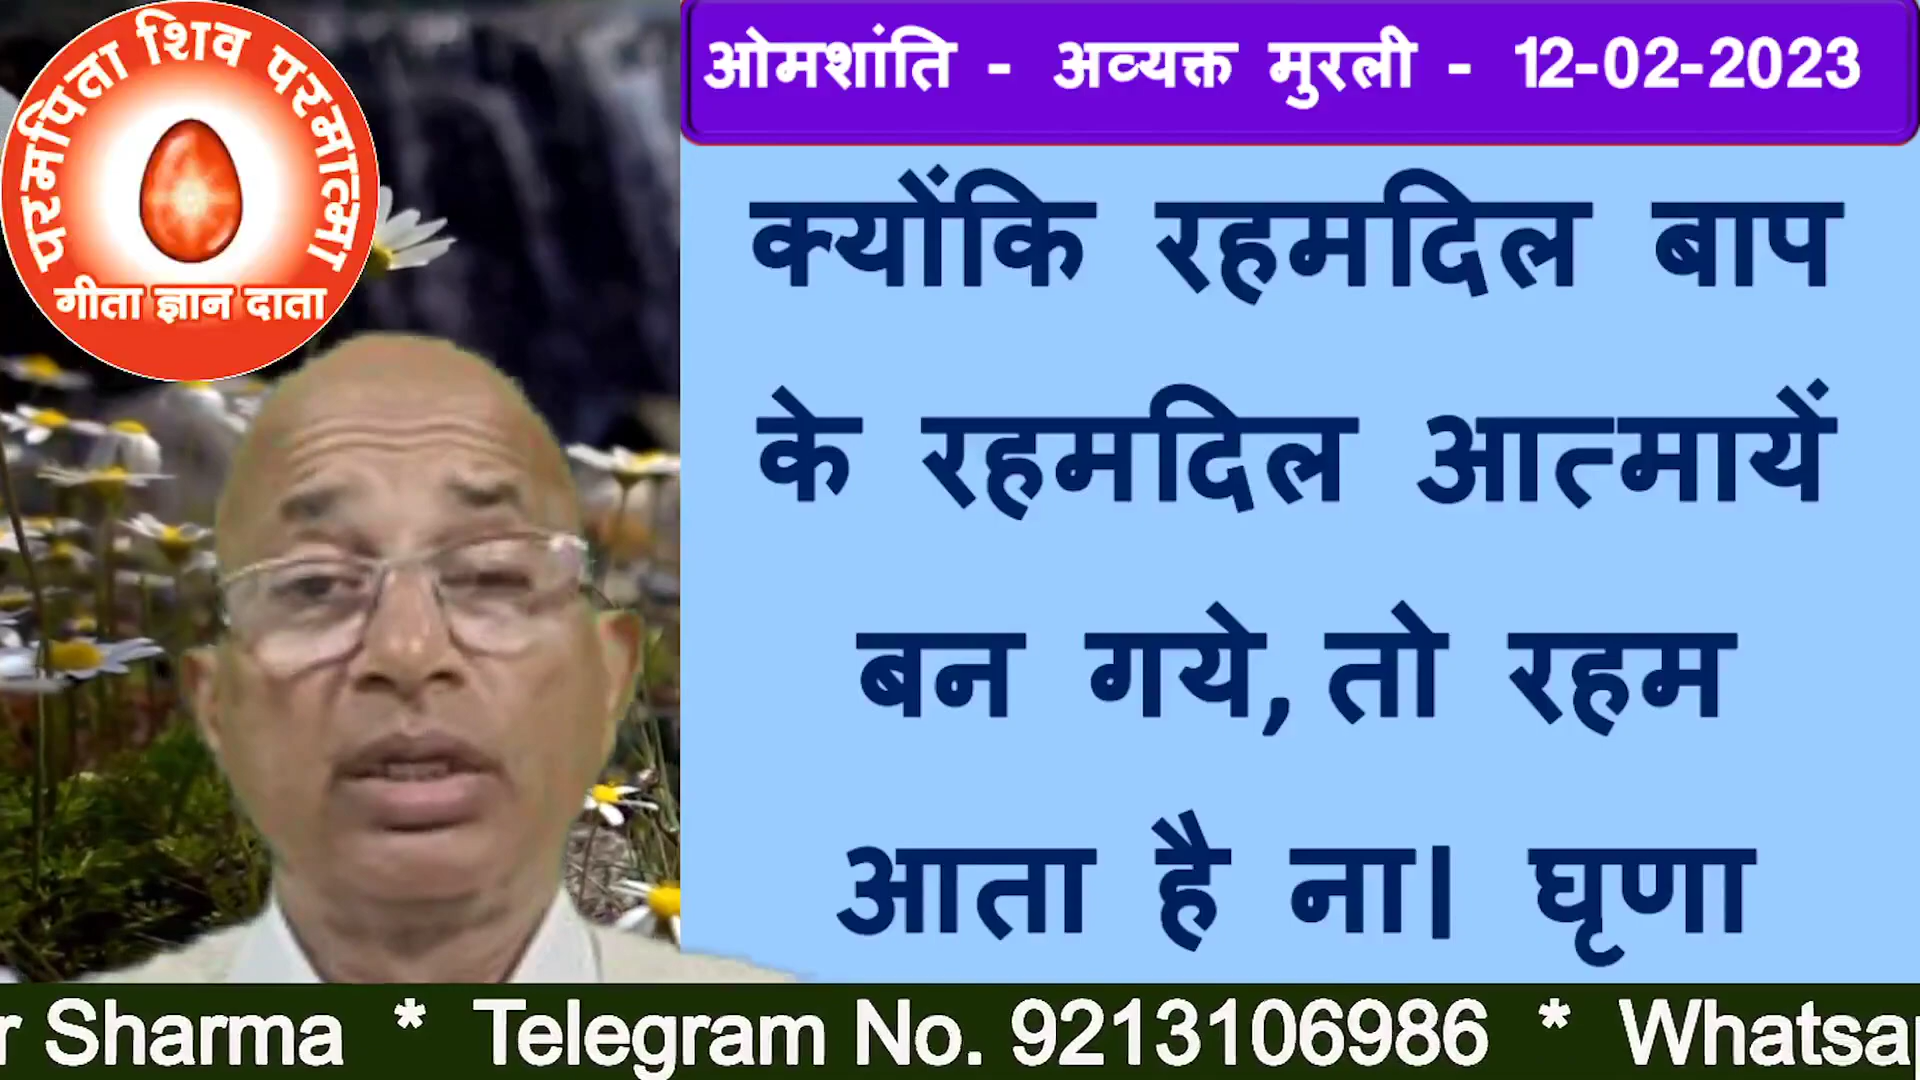 परमपिता शिव परमात्मा
गीता ज्ञान दाता
ओमशांति - अव्यक्त मुरली - 12-02-2023
क्योंकि रहमदिल बाप
के रहमदिल आत्मायें
बन गये, तो रहम
आता है ना। घृणा
r Sharma * Telegram No. 9213106986 * Whatsa